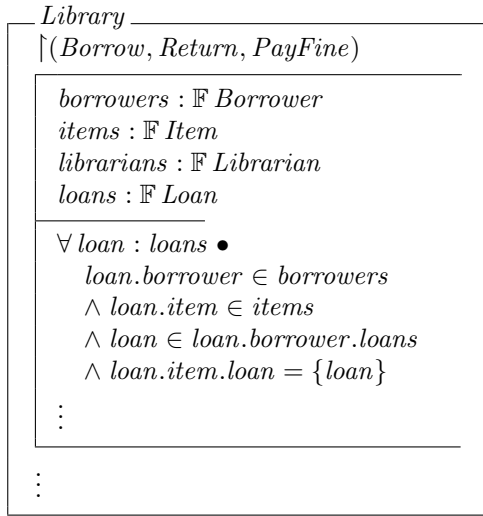 Library
↾(Borrow, Return, PayFine)
borrowers : 𝔽 Borrower
items : 𝔽 Item
librarians : 𝔽 Librarian
loans : 𝔽 Loan
∀ loan : loans •
loan.borrower ∈ borrowers
∧ loan.item ∈ items
∧ loan ∈ loan.borrower.loans
∧ loan.item.loan = {loan}
⋮
⋮